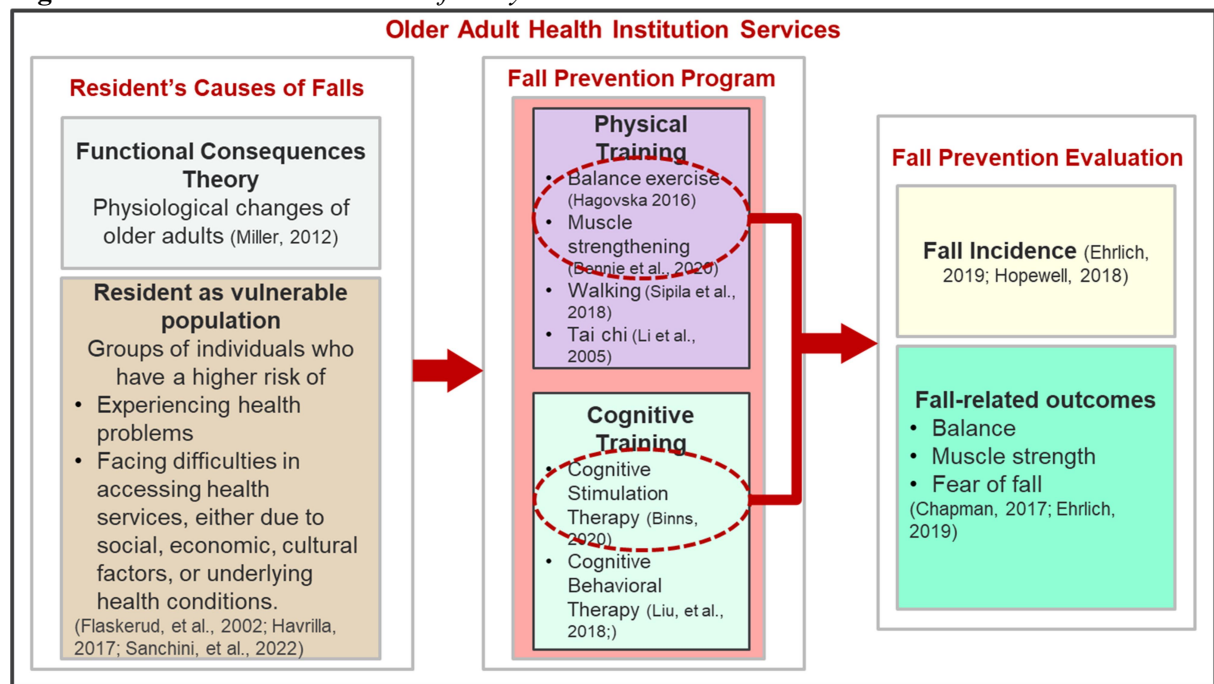 Older Adult Health Institution Services
Resident's Causes of Falls
Functional Consequences
Theory
Physiological changes of
older adults (Miller, 2012)
Resident as vulnerable
population
Groups of individuals who
have a higher risk of
• Experiencing health
problems
• Facing difficulties in
accessing health
services, either due to
social, economic, cultural
factors, or underlying
health conditions.
(Flaskerud, et al., 2002; Havrilla,
2017; Sanchini, et al., 2022)
Fall Prevention Program
Physical
Training
• Balance exercise
(Hagovska 2016)
• Muscle
strengthening
(Bennie et al., 2020)
• Walking (Sipila et al.,
2018)
• Tai chi (Li et al.,
2005)
Cognitive
Training
• Cognitive
Stimulation
Therapy (Binns,
2020)
• Cognitive
Behavioral
Therapy (Liu, et al.,
2018;)
Fall Prevention Evaluation
Fall Incidence (Ehrlich,
2019; Hopewell, 2018)
Fall-related outcomes
• Balance
• Muscle strength
• Fear of fall
(Chapman, 2017; Ehrlich,
2019)